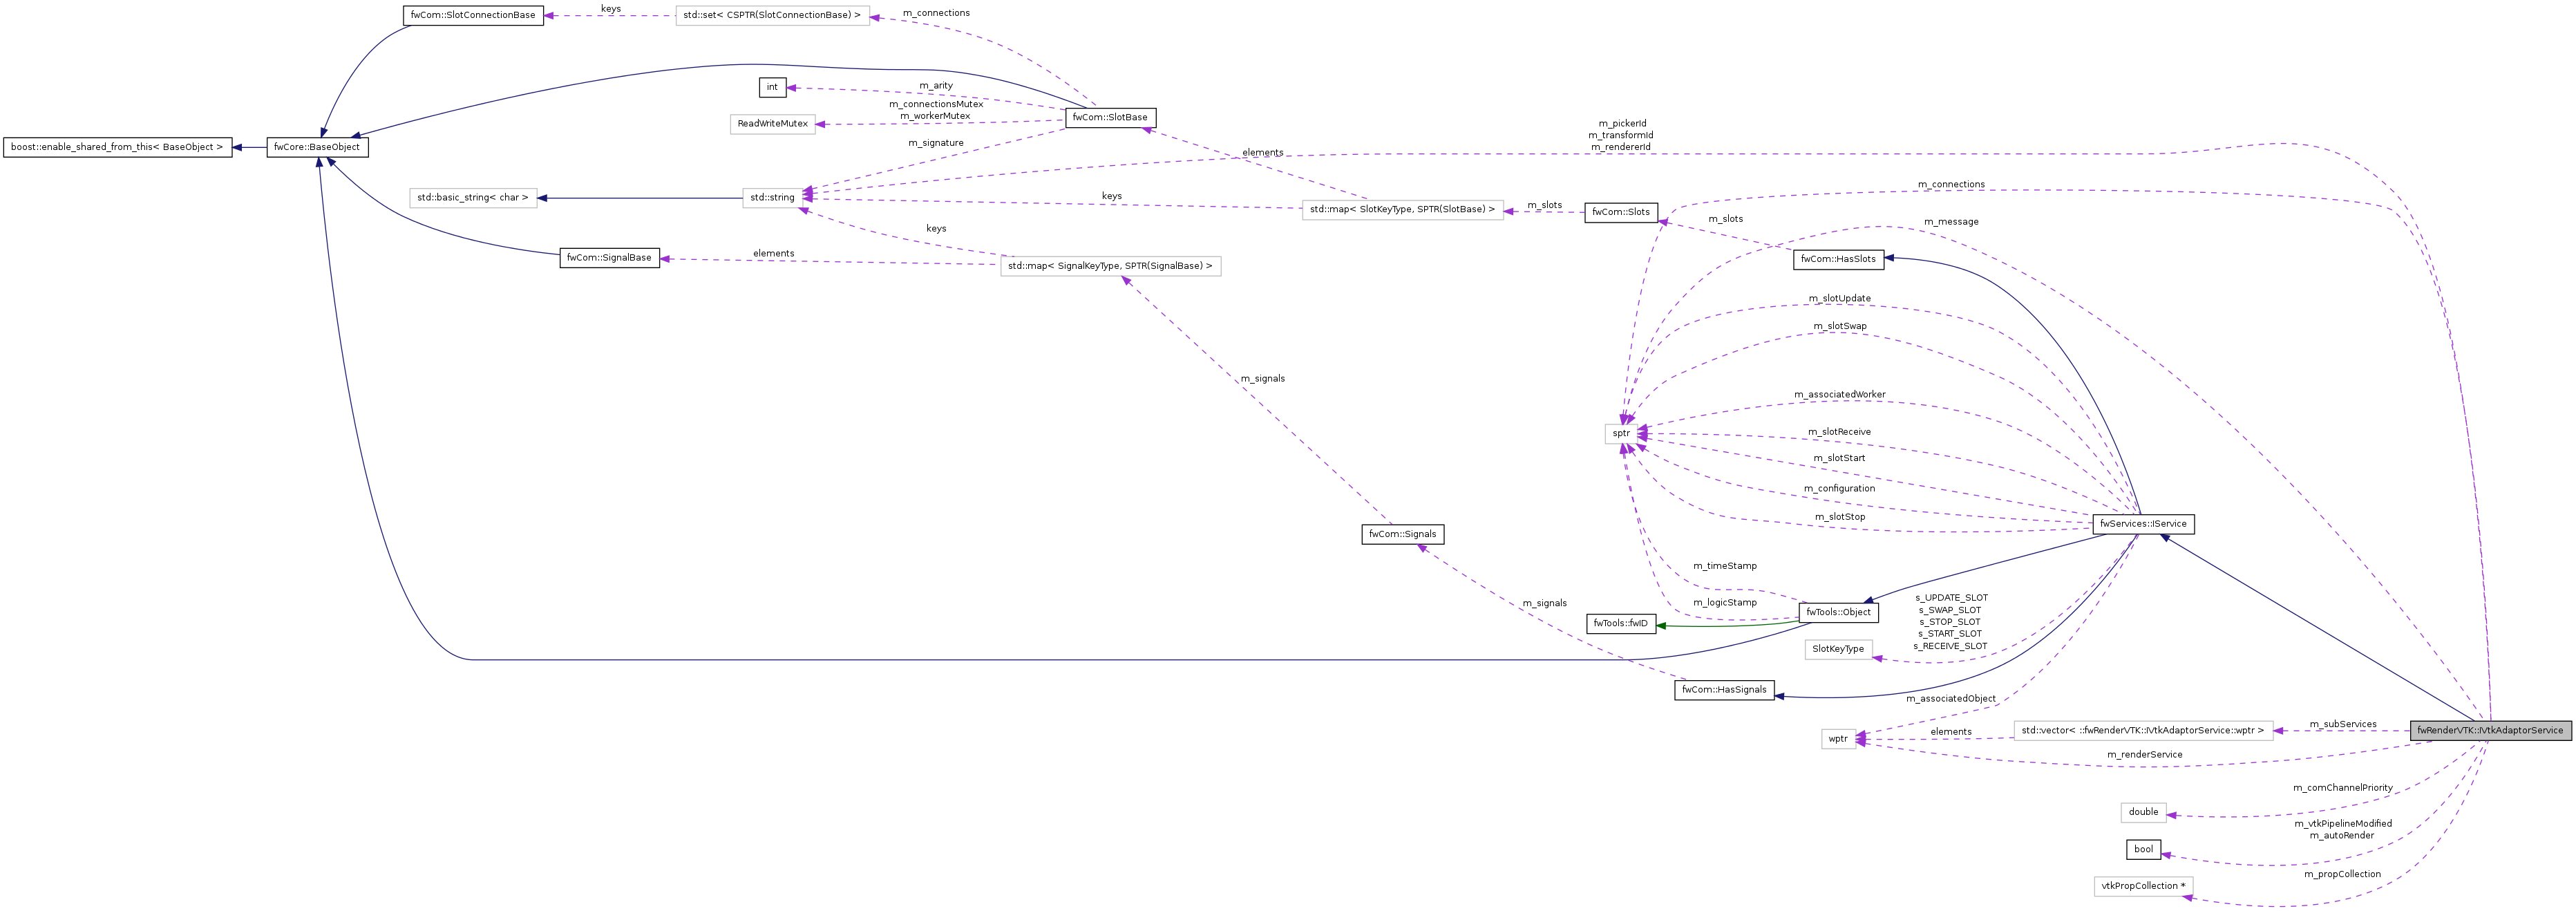 fwCom::SlotConnectionBase
keys
std::set< CSPTR(SlotConnectionBase) >
m_connections
int
m_arity
m_connectionsMutex
m_workerMutex
ReadWriteMutex
fwCom::SlotBase
boost::enable_shared_from_this< BaseObject >
fwCore::BaseObject
m_signature
elements
m_pickerId
m_transformId
m_rendererId
std::basic_string< char >
std::string
keys
std::map< SlotKeyType, SPTR(SlotBase) >
m_slots
fwCom::Slots
m_slots
m_connections
m_message
keys
fwCom::SignalBase
elements
std::map< SignalKeyType, SPTR(SignalBase) >
fwCom::HasSlots
m_slotUpdate
m_slotSwap
m_signals
m_associatedWorker
sptr
m_slotReceive
m_slotStart
m_configuration
m_slotStop
fwServices::IService
fwCom::Signals
m_timeStamp
m_signals
m_logicStamp
fwTools::Object
fwTools::fwID
s_UPDATE_SLOT
s_SWAP_SLOT
s_STOP_SLOT
s_START_SLOT
s_RECEIVE_SLOT
SlotKeyType
fwCom::HasSignals
m_associatedObject
wptr
elements
std::vector< ::fwRenderVTK::IVtkAdaptorService::wptr >
m_subServices
fwRenderVTK::IVtkAdaptorService
m_renderService
m_comChannelPriority
double
m_vtkPipelineModified
m_autoRender
bool
m_propCollection
vtkPropCollection *